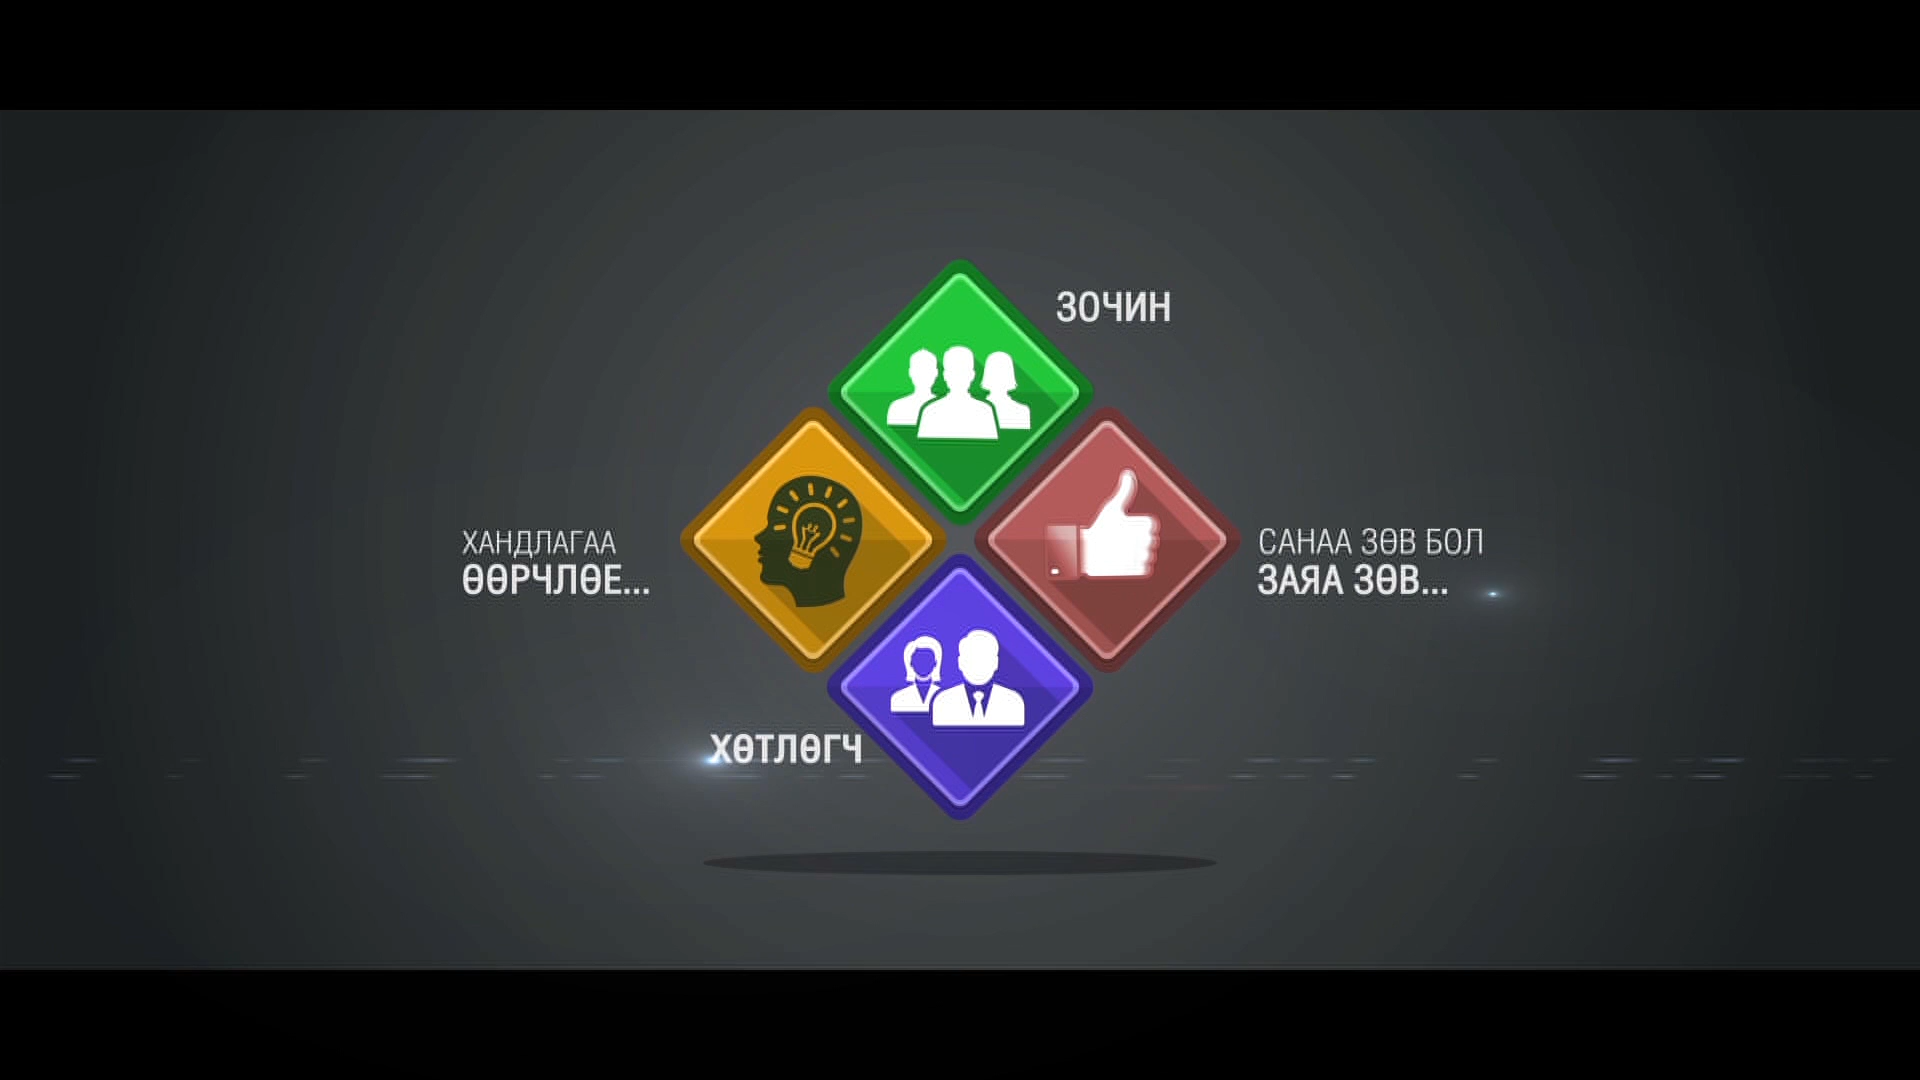 ЗОЧИН
ХАНДЛАГАА
ӨӨРЧЛӨЕ...
САНАА ЗӨВ БОЛ
ЗАЯА ЗӨВ...
ХӨТЛӨГЧ